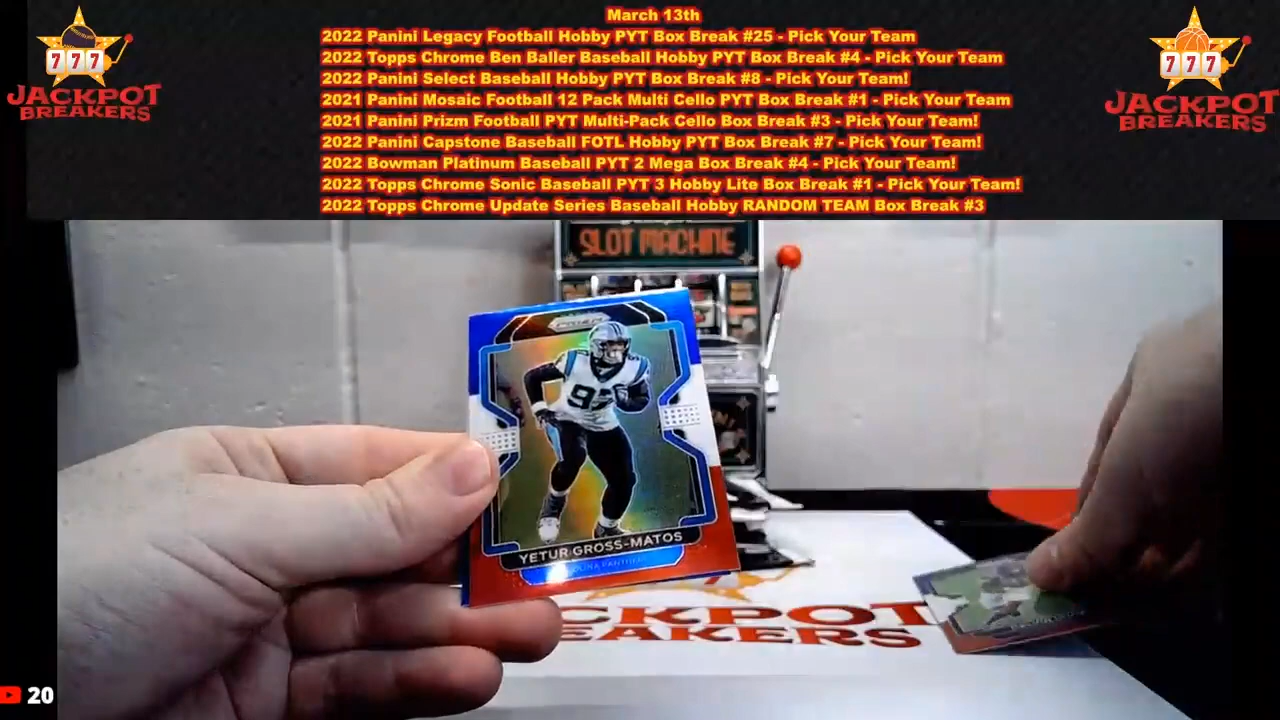 March 13th
2022 Panini Legacy Football Hobby PYT Box Break #25 - Pick Your Team
2022 Topps Chrome Ben Baller Baseball Hobby PYT Box Break #4 - Pick Your Team
2022 Panini Select Baseball Hobby PYT Box Break #8 - Pick Your Team!
2021 Panini Mosaic Football 12 Pack Multi Cello PYT Box Break #1 - Pick Your Team
2021 Panini Prizm Football PYT Multi-Pack Cello Box Break #3 - Pick Your Team!
2022 Panini Capstone Baseball FOTL Hobby PYT Box Break #7 - Pick Your Team!
2022 Bowman Platinum Baseball PYT 2 Mega Box Break #4 - Pick Your Team!
2022 Topps Chrome Sonic Baseball PYT 3 Hobby Lite Box Break #1 - Pick Your Team!
2022 Topps Chrome Update Series Baseball Hobby RANDOM TEAM Box Break #3
777
JACKPOT
BREAKERS
777
JACKPOT
BREAKERS
SLOT MACHINE
PRIZM
YETUR GROSS-MATOS
20